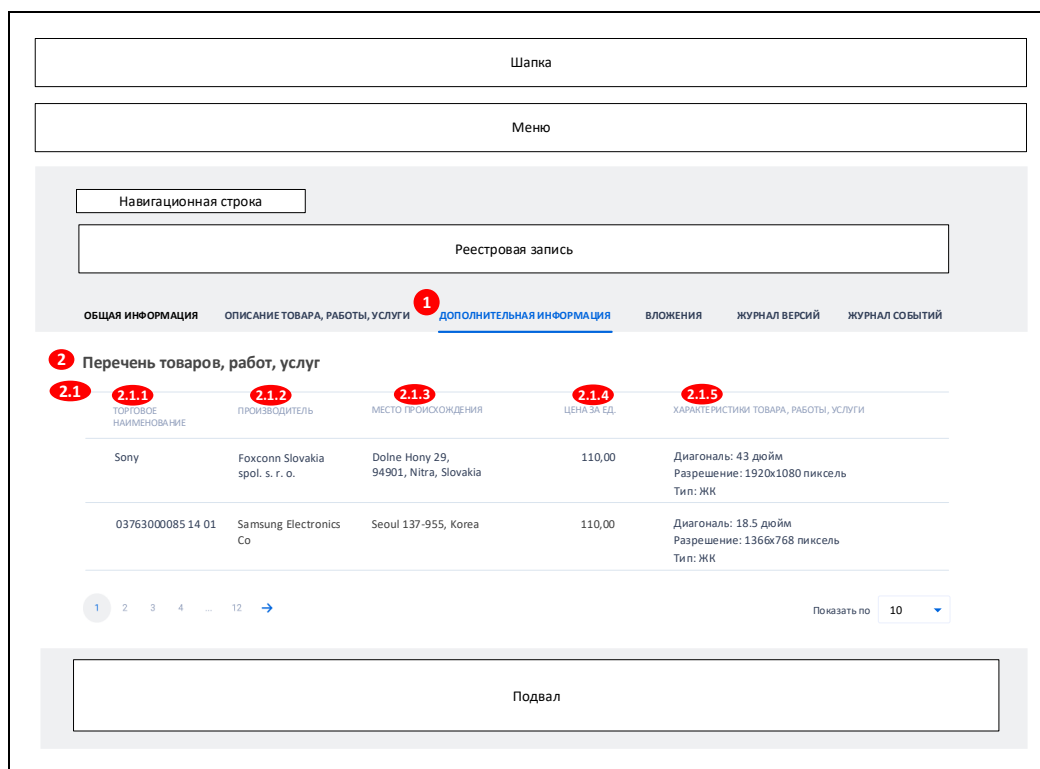 Шапка
Меню
Навигационная строка
Реестровая запись
1
ОБЩАЯ ИНФОРМАЦИЯ ОПИСАНИЕ ТОВАРА, РАБОТЫ, УСЛУГИ ДОПОЛНИТЕЛЬНАЯ ИНФОРМАЦИЯ ВЛОЖЕНИЯ ЖУРНАЛ ВЕРСИЙ ЖУРНАЛ СОБЫТИЙ
2 Перечень товаров, работ, услуг
2.1 2.1.1 2.1.2 2.1.3 2.1.4 2.1.5
ТОРГОВОЕ НАИМЕНОВАНИЕ ПРОИЗВОДИТЕЛЬ МЕСТО ПРОИСХОЖДЕНИЯ ЦЕНА ЗА ЕД. ХАРАКТЕРИСТИКИ ТОВАРА, РАБОТЫ, УСЛУГИ
Sony Foxconn Slovakia Dolne Hony 29, 110,00 Диагональ: 43 дюйм
spol. s. r. o. 94901, Nitra, Slovakia Разрешение: 1920x1080 пиксель
Тип: ЖК
03763000085 14 01 Samsung Electronics Seoul 137-955, Korea 110,00 Диагональ: 18.5 дюйм
Co Разрешение: 1366x768 пиксель
Тип: ЖК
1 2 3 4 ... 12 → Показать по 10
Подвал